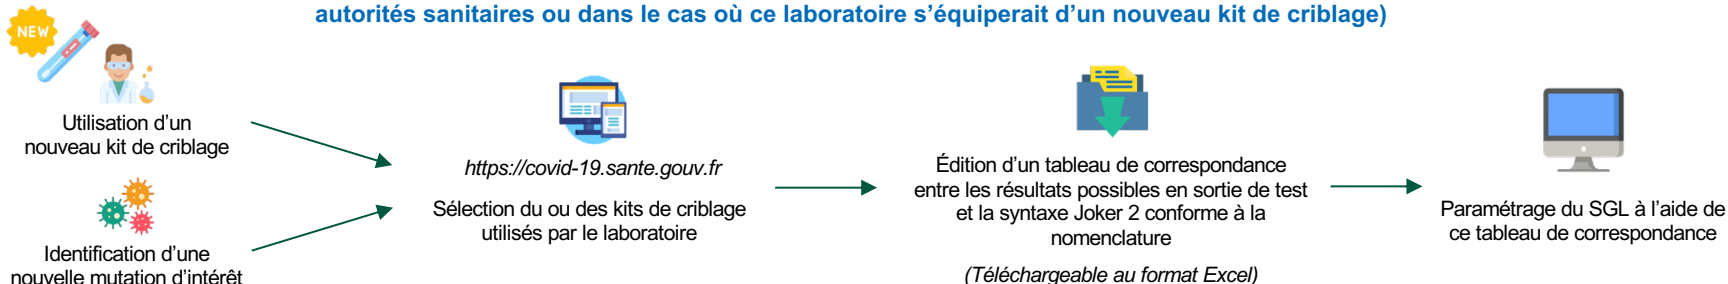 autorités sanitaires ou dans le cas où ce laboratoire s’équiperait d’un nouveau kit de criblage)
NEW
Utilisation d’un
nouveau kit de criblage
Identification d’une
nouvelle mutation d’intérêt
https://covid-19.sante.gouv.fr
Sélection du ou des kits de criblage
utilisés par le laboratoire
Édition d’un tableau de correspondance
entre les résultats possibles en sortie de test
et la syntaxe Joker 2 conforme à la
nomenclature
(Téléchargeable au format Excel)
Paramétrage du SGL à l’aide de
ce tableau de correspondance